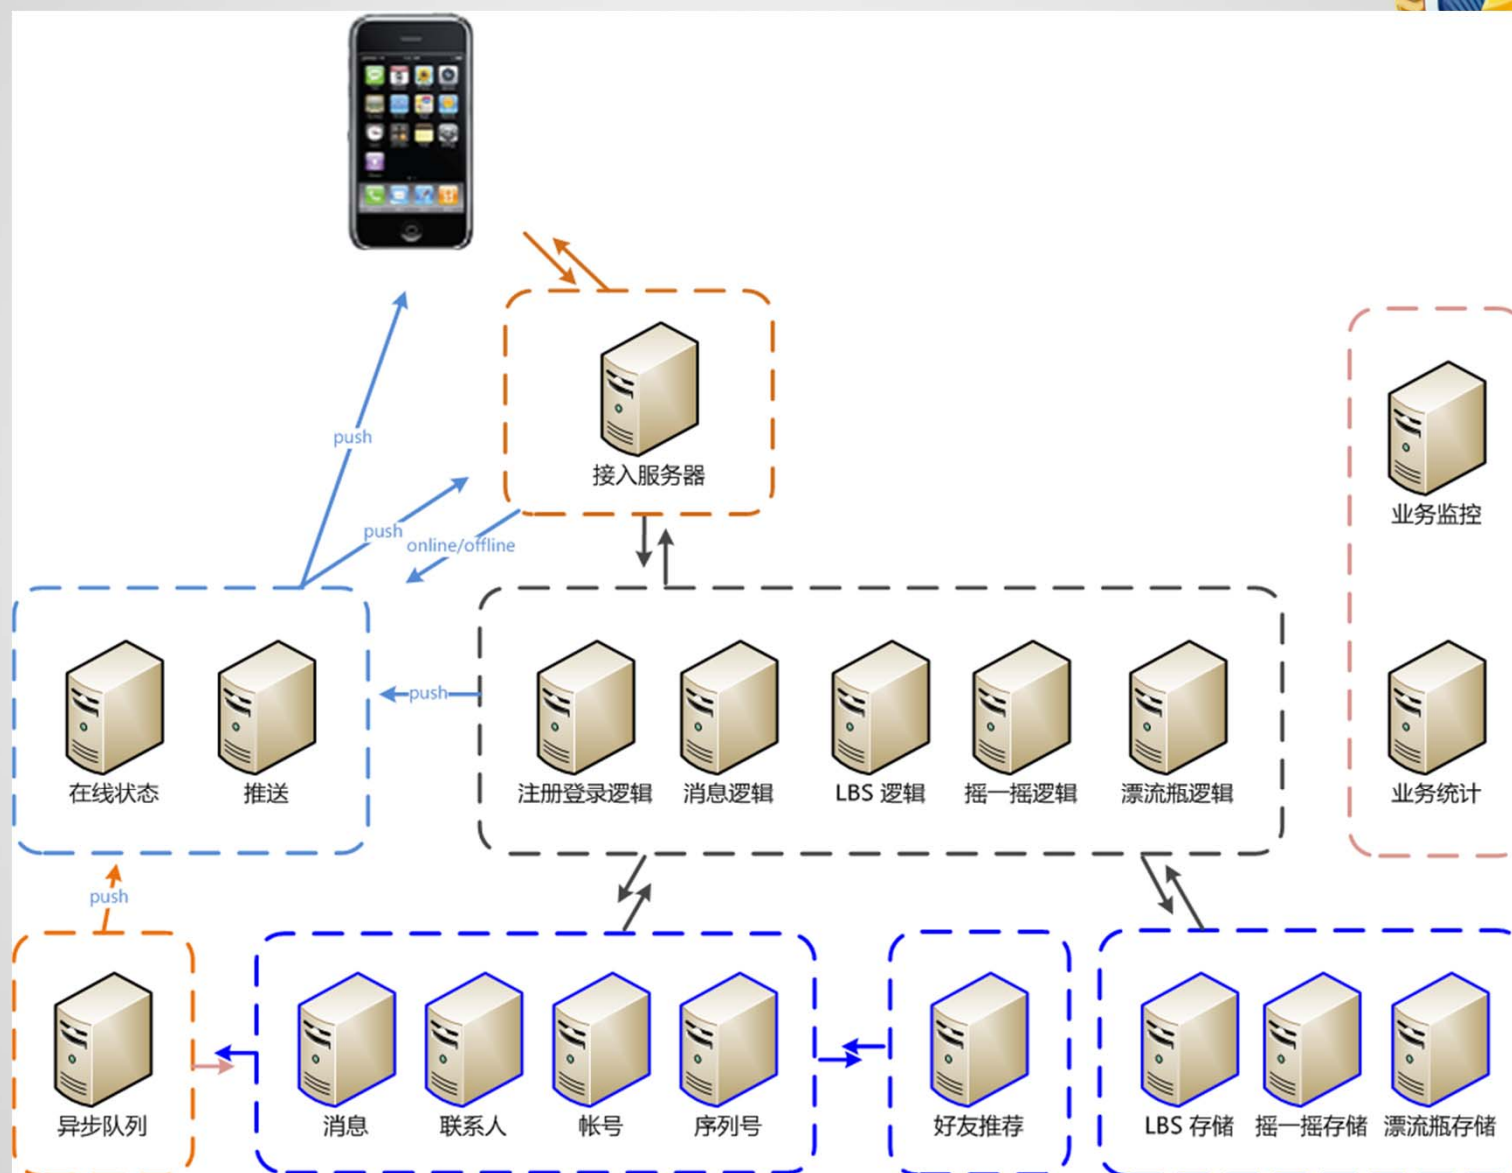 push
接入服务器
push
online/offline
业务监控
push
在线状态
推送
注册登录逻辑
消息逻辑
LBS 逻辑
摇一摇逻辑
漂流瓶逻辑
业务统计
push
异步队列
消息
联系人
帐号
序列号
好友推荐
LBS 存储
摇一摇存储
漂流瓶存储